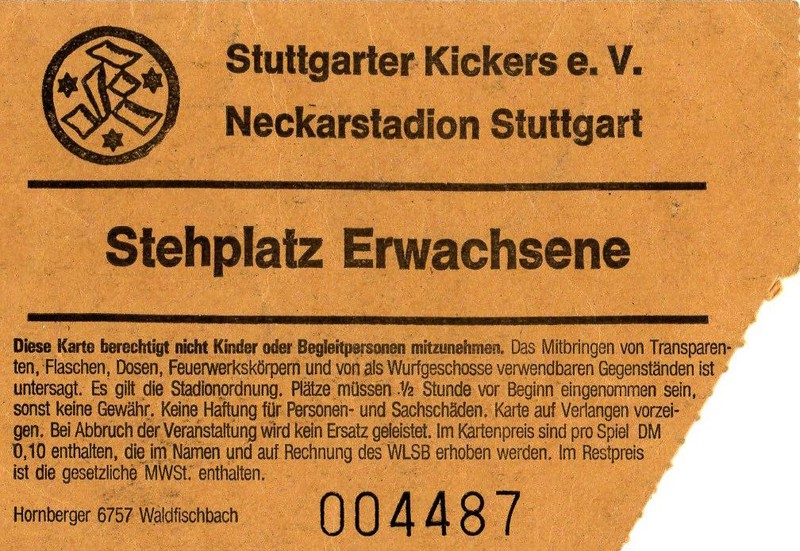 Stuttgarter Kickers e. V.
Neckarstadion Stuttgart
Stehplatz Erwachsene
Diese Karte berechtigt nicht Kinder oder Begleitpersonen mitzunehmen. Das Mitbringen von Transparen-
ten, Flaschen, Dosen, Feuerwerkskörpern und von als Wurfgeschosse verwendbaren Gegenständen ist
untersagt. Es gilt die Stadionordnung. Plätze müssen ½ Stunde vor Beginn eingenommen sein,
sonst keine Gewähr. Keine Haftung für Personen- und Sachschäden. Karte auf Verlangen vorzei-
gen. Bei Abbruch der Veranstaltung wird kein Ersatz geleistet. Im Kartenpreis sind pro Spiel DM
0,10 enthalten, die im Namen und auf Rechnung des WLSB erhoben werden. Im Restpreis
ist die gesetzliche MWSt. enthalten.
Hornberger 6757 Waldfischbach
004487